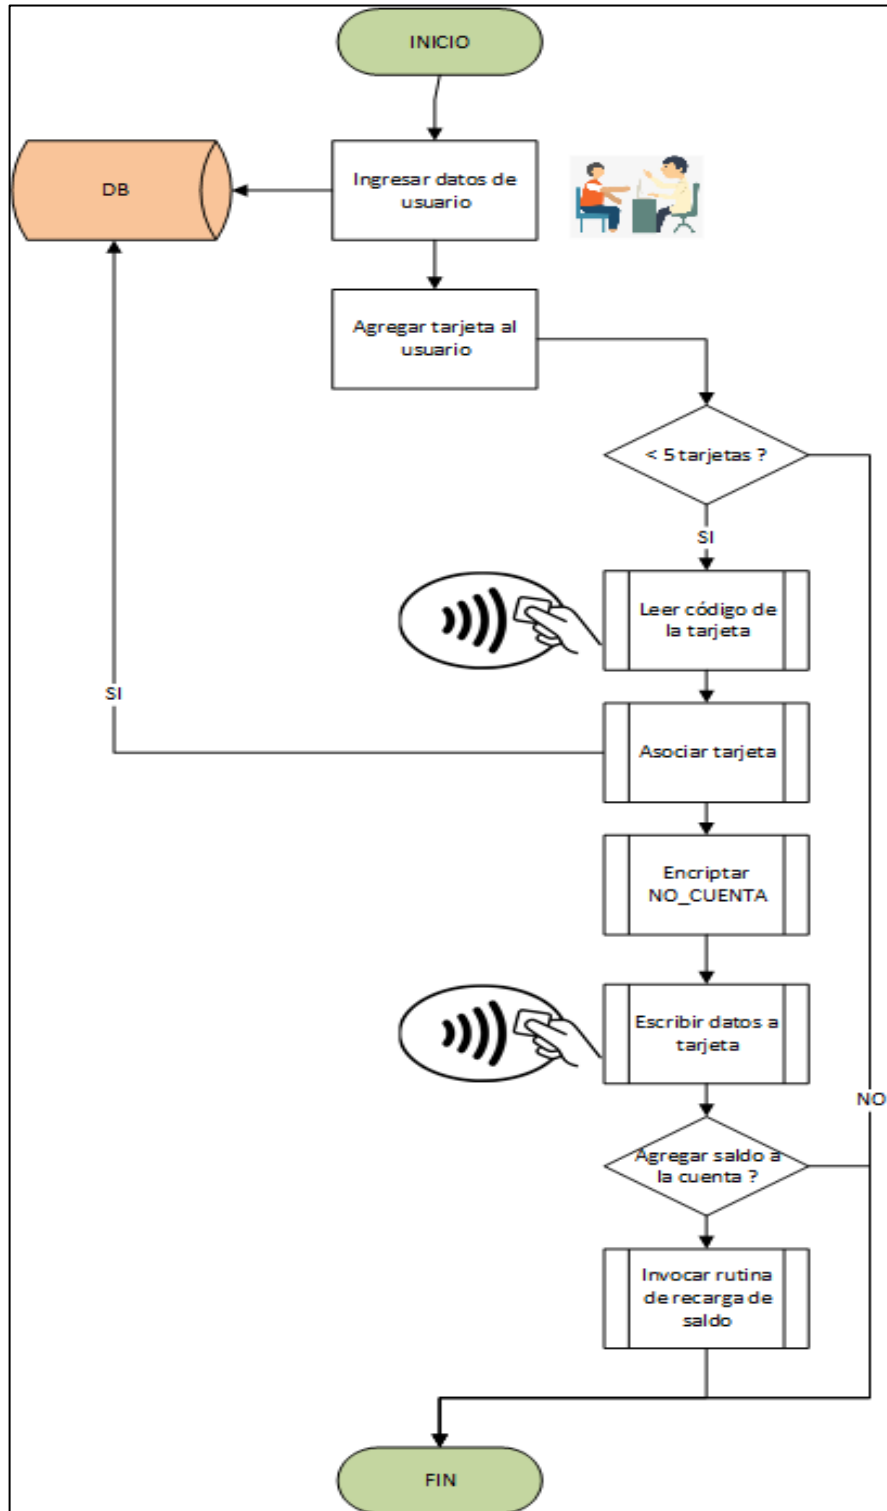 INICIO
DB
Ingresar datos de
usuario
Agregar tarjeta al
usuario
< 5 tarjetas ?
SI
Leer código de
la tarjeta
SI
Asociar tarjeta
Encriptar
NO_CUENTA
Escribir datos a
tarjeta
NO
Agregar saldo a
la cuenta ?
Invocar rutina
de recarga de
saldo
FIN